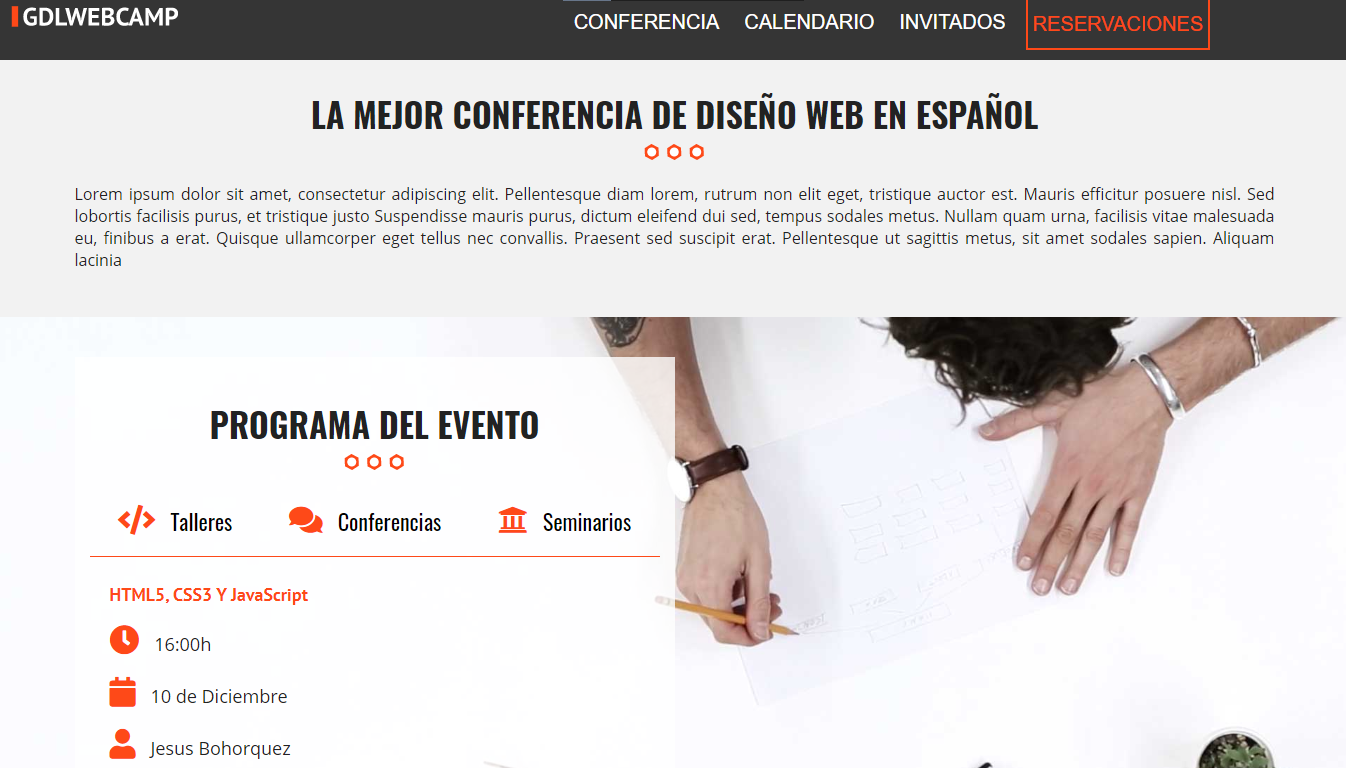 GDLWEBCAMP
CONFERENCIA CALENDARIO INVITADOS RESERVACIONES
LA MEJOR CONFERENCIA DE DISEÑO WEB EN ESPAÑOL
Lorem ipsum dolor sit amet, consectetur adipiscing elit. Pellentesque diam lorem, rutrum non elit eget, tristique auctor est. Mauris efficitur posuere nisl. Sed
lobortis facilisis purus, et tristique justo Suspendisse mauris purus, dictum eleifend dui sed, tempus sodales metus. Nullam quam urna, facilisis vitae malesuada
eu, finibus a erat. Quisque ullamcorper eget tellus nec convallis. Praesent sed suscipit erat. Pellentesque ut sagittis metus, sit amet sodales sapien. Aliquam
lacinia
PROGRAMA DEL EVENTO
Talleres Conferencias Seminarios
HTML5, CSS3 Y JavaScript
16:00h
10 de Diciembre
Jesus Bohorquez